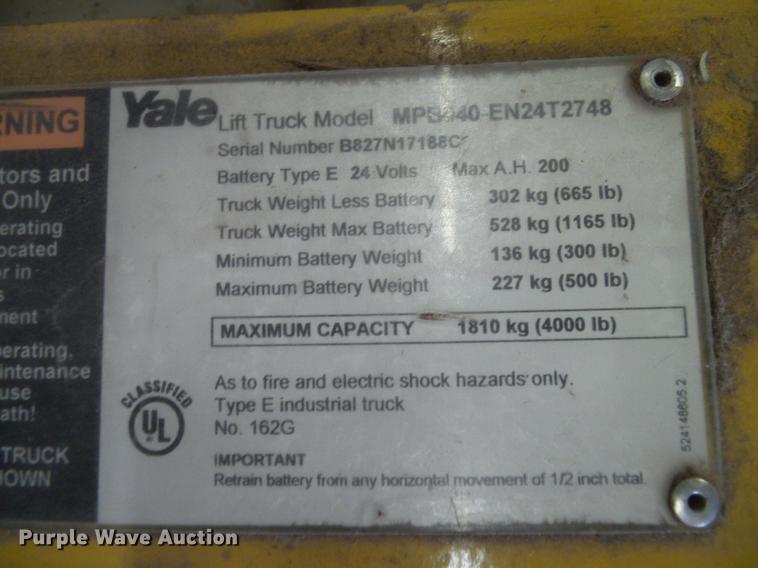 RNING
tors and
Only
erating
ocated
or in
s
ment
perating,
intenance
use
ath!
TRUCK
HOWN
Yale Lift Truck Model
Serial Number
Battery Type E 24 Volts Max A.H. 200
Truck Weight Less Battery 302 kg (665 lb)
Truck Weight Max Battery 528 kg (1165 lb)
Minimum Battery Weight 136 kg (300 lb)
Maximum Battery Weight 227 kg (500 lb)
MAXIMUM CAPACITY 1810 kg (4000 lb)
CLASSIFIED
UL
®
As to fire and electric shock hazards only.
Type E industrial truck
No. 162G
IMPORTANT
Retrain battery from any horizontal movement of 1/2 inch total.
524148605.2
Purple Wave Auction